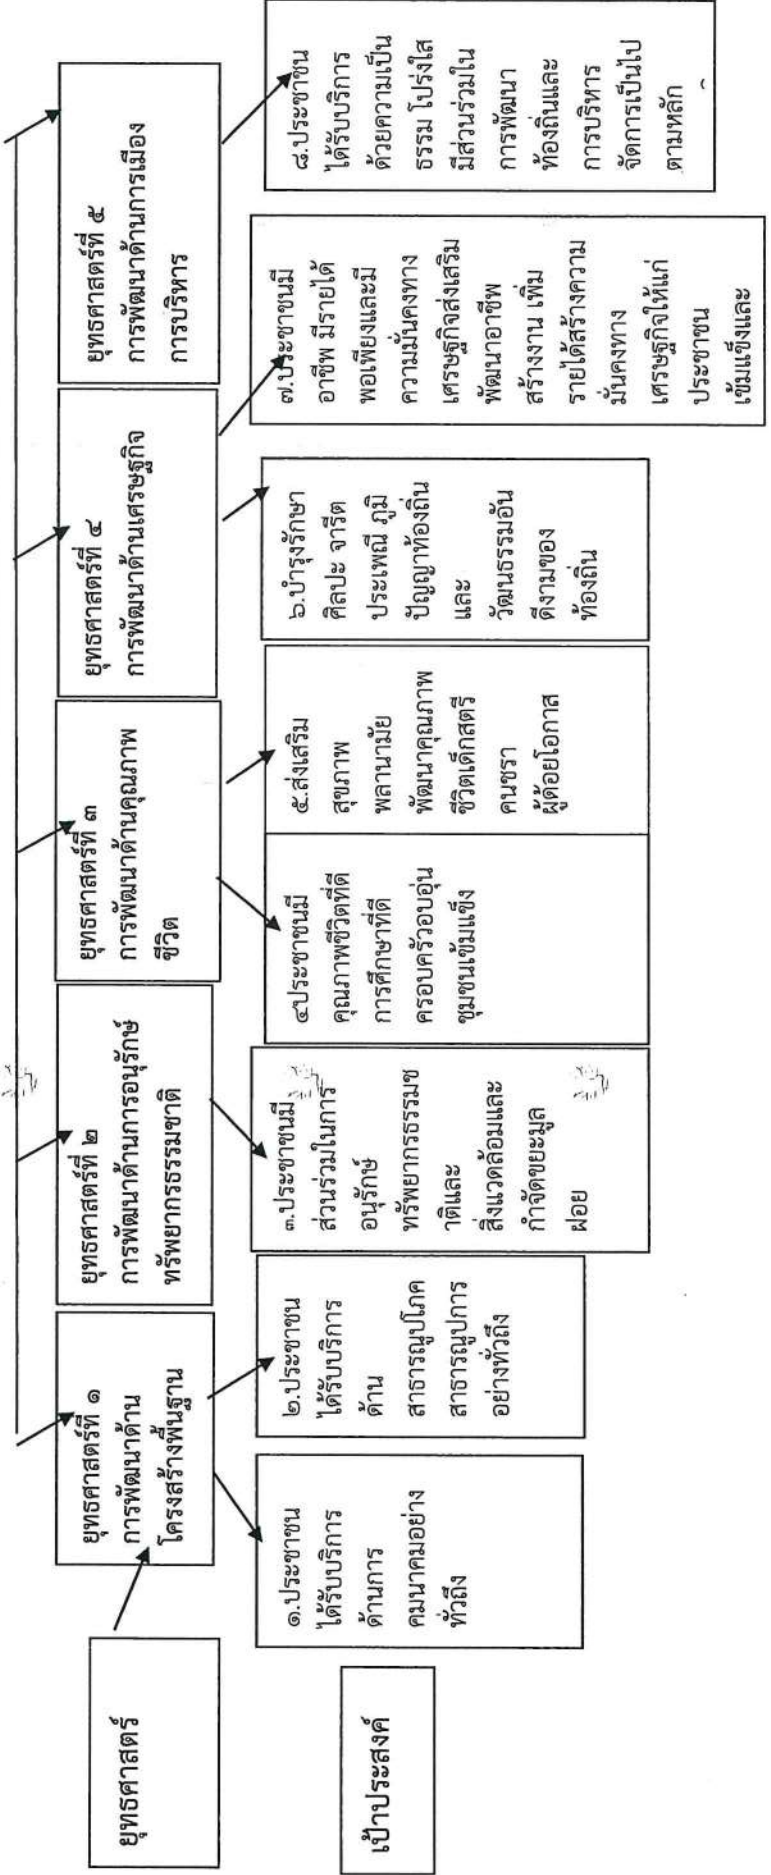 ยุทธศาสตร์
ยุทธศาสตร์ที่ ๑
การพัฒนาด้าน
โครงสร้างพื้นฐาน
ยุทธศาสตร์ที่ ๒
การพัฒนาด้านการอนุรักษ์
ทรัพยากรธรรมชาติ
ยุทธศาสตร์ที่ ๓
การพัฒนาด้านคุณภาพ
ชีวิต
ยุทธศาสตร์ที่ ๔
การพัฒนาด้านเศรษฐกิจ
ยุทธศาสตร์ที่ ๕
การพัฒนาด้านการเมือง
การบริหาร
เป้าประสงค์
๑.ประชาชน
ได้รับบริการ
ด้านการ
คมนาคมอย่าง
ทั่วถึง
๒.ประชาชน
ได้รับบริการ
ด้าน
สาธารณูปโภค
สาธารณูปการ
อย่างทั่วถึง
๓.ประชาชนมี
ส่วนร่วมในการ
อนุรักษ์
ทรัพยากรธรรมช
าติและ
สิ่งแวดล้อมและ
กำจัดขยะมูล
ฝอย
๔ประชาชนมี
คุณภาพชีวิตที่ดี
การศึกษาที่ดี
ครอบครัวอบอุ่น
ชุมชนเข้มแข็ง
๕.ส่งเสริม
สุขภาพ
พลานามัย
พัฒนาคุณภาพ
ชีวิตเด็กสตรี
คนชรา
ผู้ด้อยโอกาส
๖.บำรุงรักษา
ศิลปะ จารีต
ประเพณี ภูมิ
ปัญญาท้องถิ่น
และ
วัฒนธรรมอัน
ดีงามของ
ท้องถิ่น
๗.ประชาชนมี
อาชีพ มีรายได้
พอเพียงและมี
ความมั่นคงทาง
เศรษฐกิจส่งเสริม
พัฒนาอาชีพ
สร้างงาน เพิ่ม
รายได้สร้างความ
มั่นคงทาง
เศรษฐกิจให้แก่
ประชาชน
เข้มแข็งและ
๘.ประชาชน
ได้รับบริการ
ด้วยความเป็น
ธรรม โปร่งใส
มีส่วนร่วมใน
การพัฒนา
ท้องถิ่นและ
การบริหาร
จัดการเป็นไป
ตามหลัก